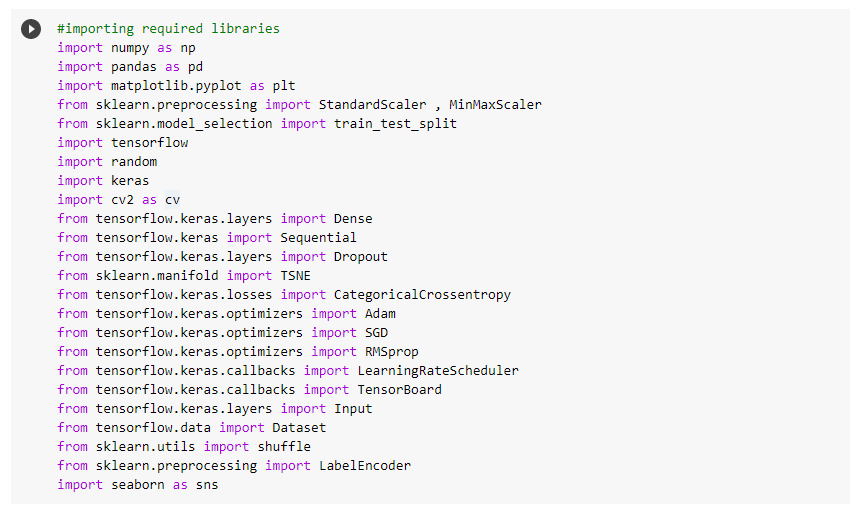 #importing required libraries
import numpy as np
import pandas as pd
import matplotlib.pyplot as plt
from sklearn.preprocessing import StandardScaler , MinMaxScaler
from sklearn.model_selection import train_test_split
import tensorflow
import random
import keras
import cv2 as cv
from tensorflow.keras.layers import Dense
from tensorflow.keras import Sequential
from tensorflow.keras.layers import Dropout
from sklearn.manifold import TSNE
from tensorflow.keras.losses import CategoricalCrossentropy
from tensorflow.keras.optimizers import Adam
from tensorflow.keras.optimizers import SGD
from tensorflow.keras.optimizers import RMSprop
from tensorflow.keras.callbacks import LearningRateScheduler
from tensorflow.keras.callbacks import TensorBoard
from tensorflow.keras.layers import Input
from tensorflow.data import Dataset
from sklearn.utils import shuffle
from sklearn.preprocessing import LabelEncoder
import seaborn as sns